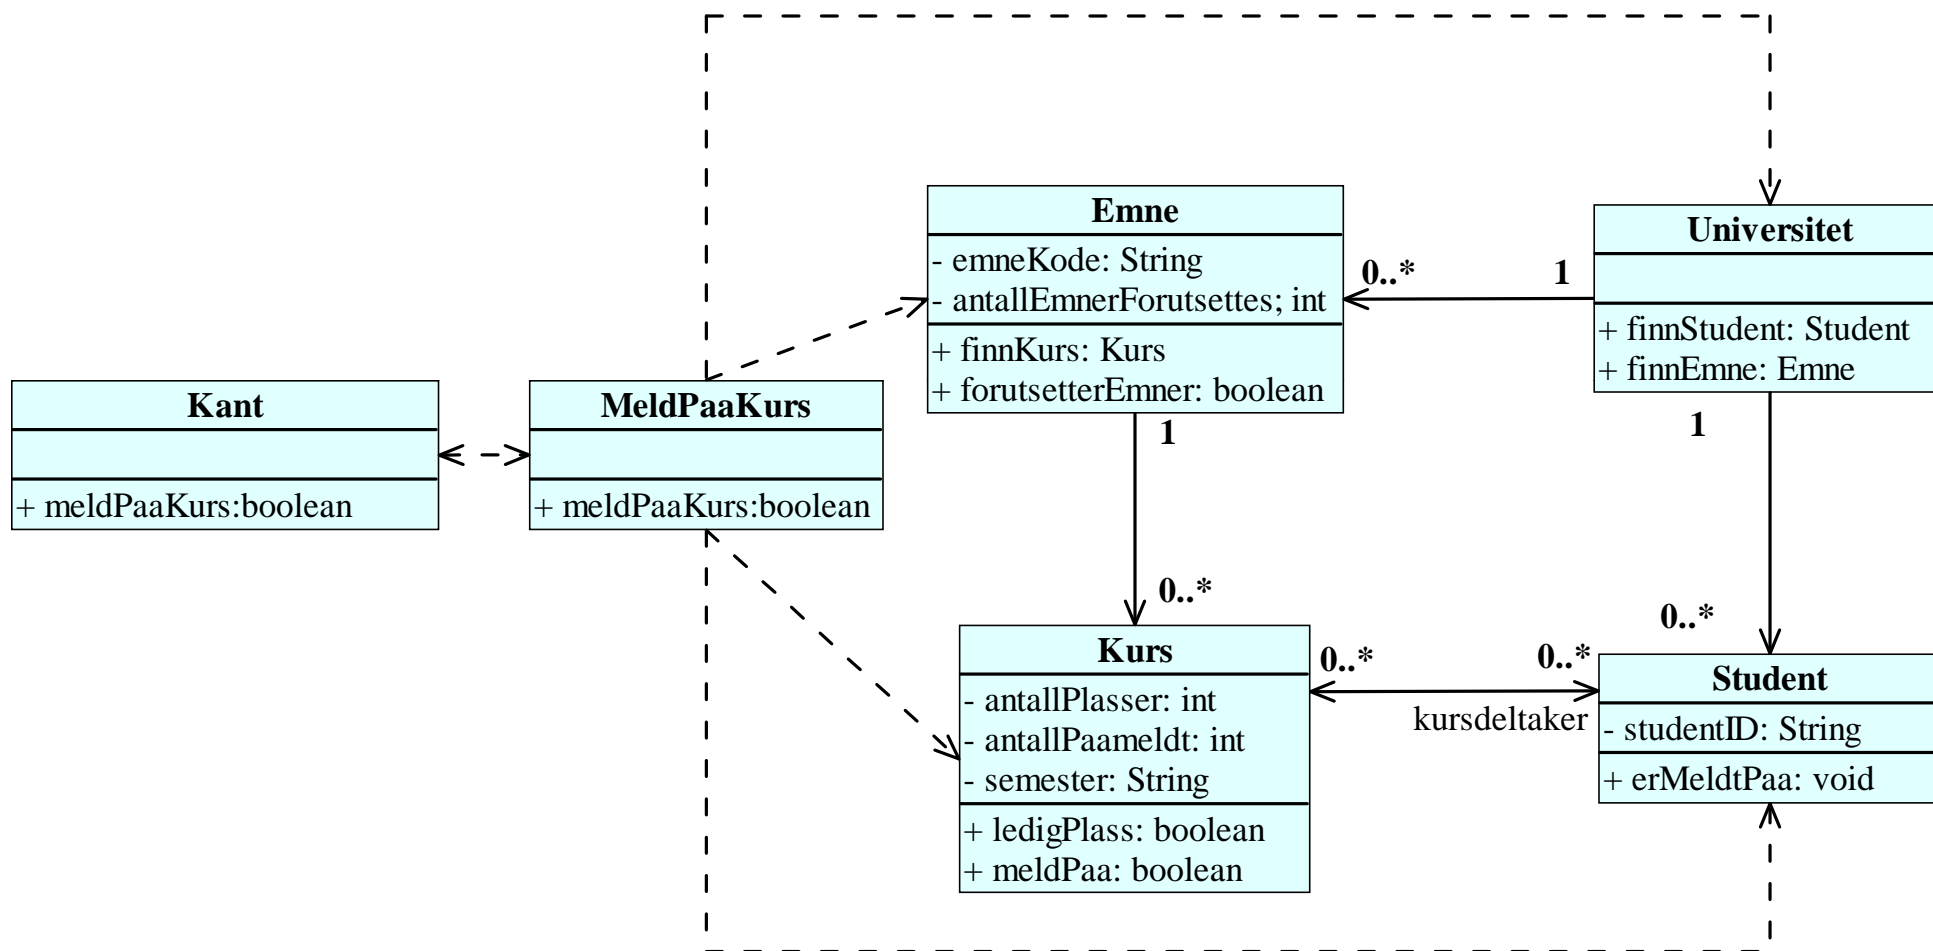 Emne
- emneKode: String
- antallEmnerForutsettes; int
+ finnKurs: Kurs
+ forutsetterEmner: boolean
0..*
1
Universitet
+ finnStudent: Student
+ finnEmne: Emne
Kant
+ meldPaaKurs:boolean
MeldPaaKurs
+ meldPaaKurs:boolean
1
1
0..*
0..*
Kurs
- antallPlasser: int
- antallPaameldt: int
- semester: String
+ ledigPlass: boolean
+ meldPaa: boolean
0..*
0..*
kursdeltaker
Student
- studentID: String
+ erMeldtPaa: void